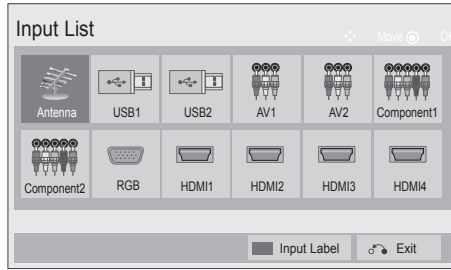 Input List
Move
Antenna USB1 USB2 AV1 AV2 Component1
Component2 RGB HDMI1 HDMI2 HDMI3 HDMI4
Input Label Exit